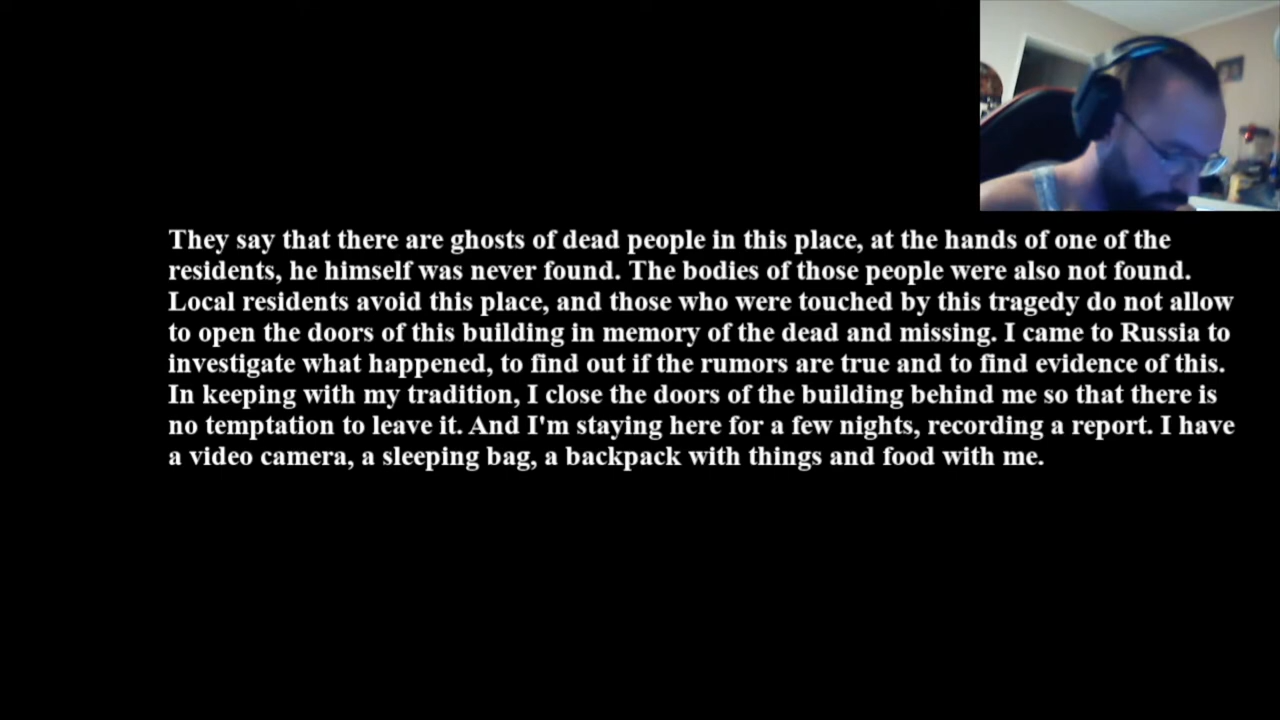 They say that there are ghosts of dead people in this place, at the hands of one of the
residents, he himself was never found. The bodies of those people were also not found.
Local residents avoid this place, and those who were touched by this tragedy do not allow
to open the doors of this building in memory of the dead and missing. I came to Russia to
investigate what happened, to find out if the rumors are true and to find evidence of this.
In keeping with my tradition, I close the doors of the building behind me so that there is
no temptation to leave it. And I'm staying here for a few nights, recording a report. I have
a video camera, a sleeping bag, a backpack with things and food with me.